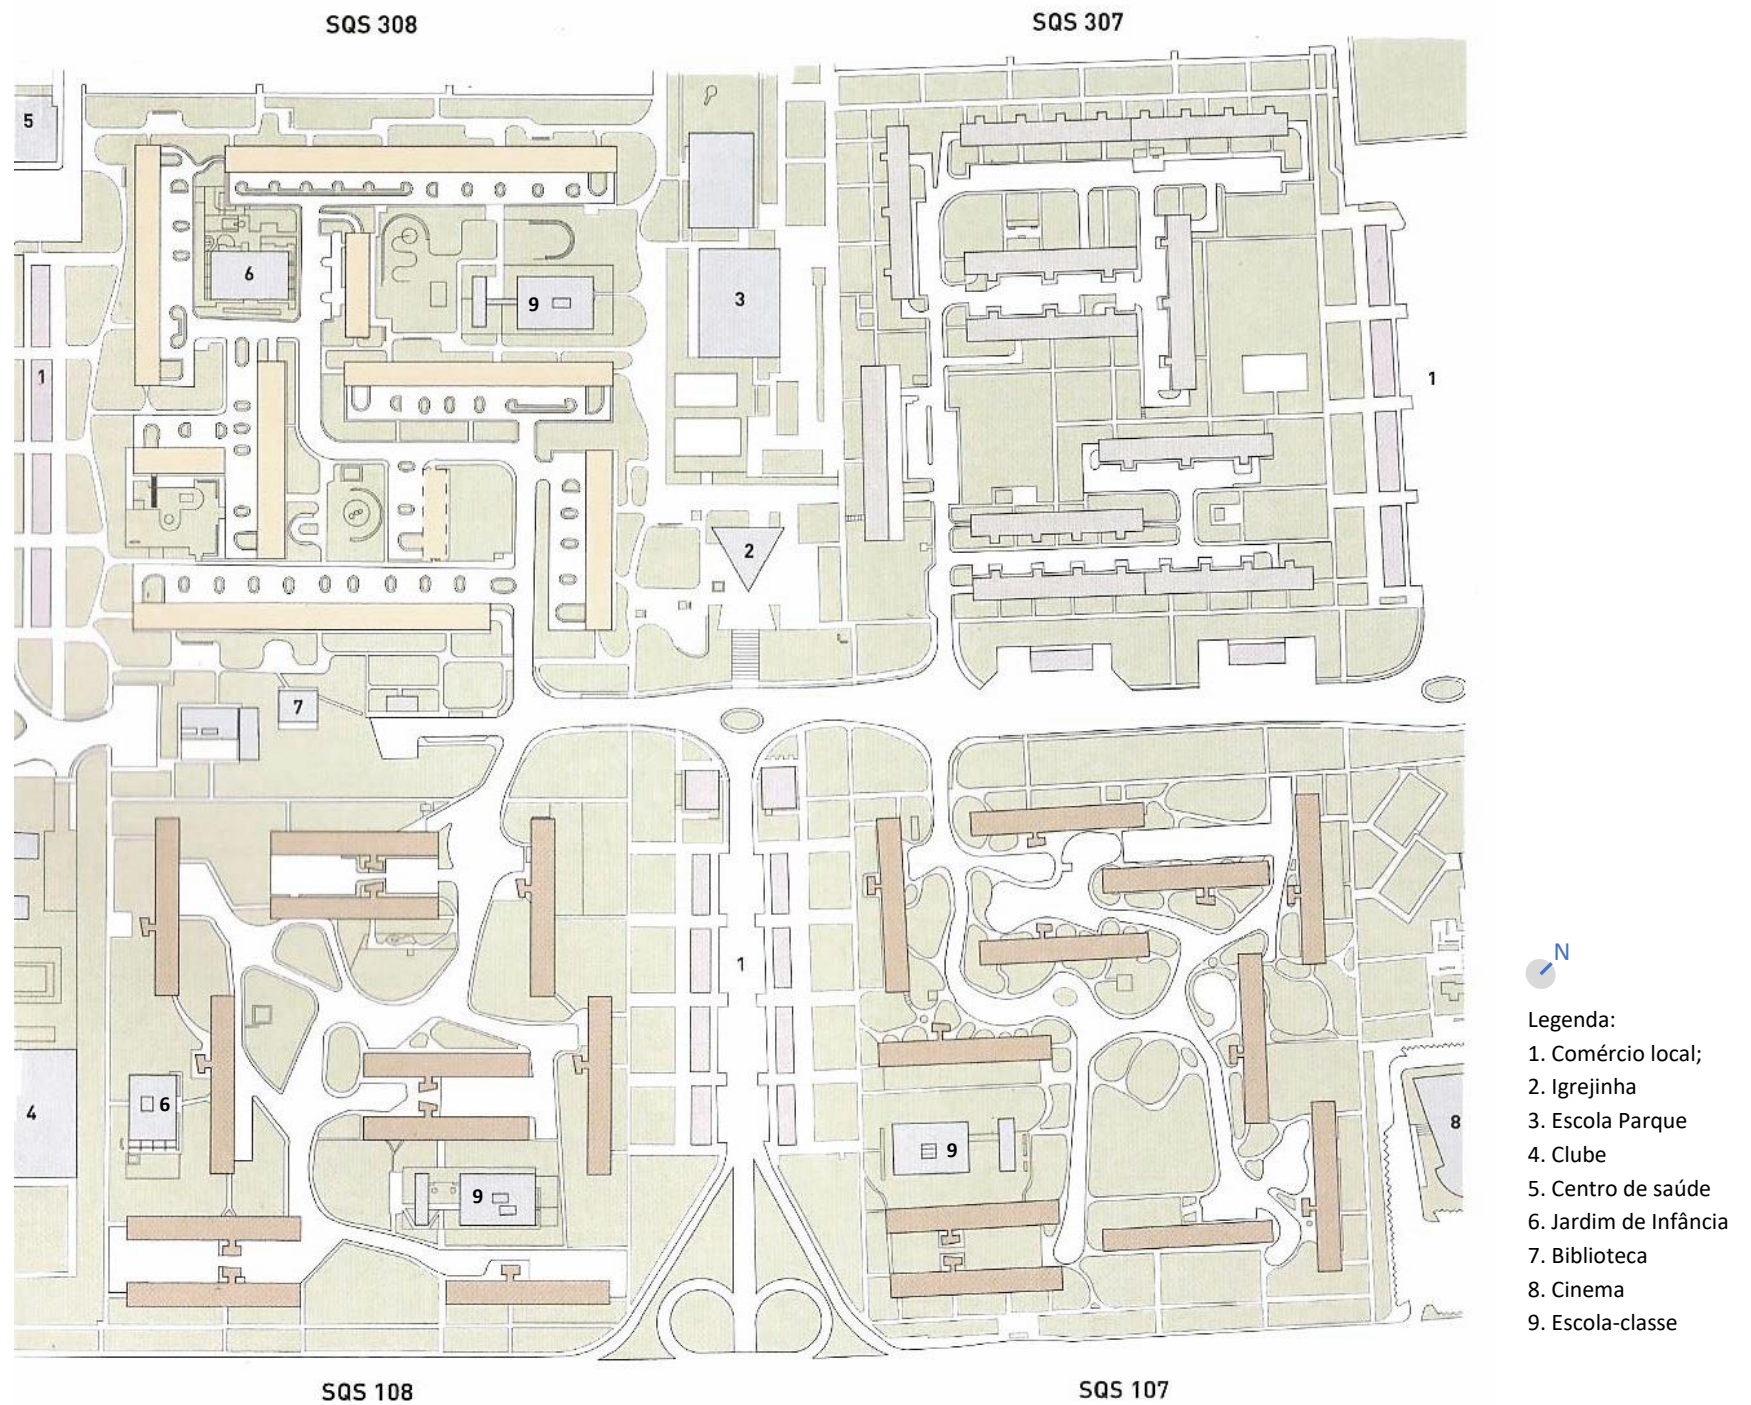 SQS 308
SQS 307
5
6
9
3
1
1
2
7
1
4
6
9
9
8
SQS 108
SQS 107
N
Legenda:
1. Comércio local;
2. Igrejinha
3. Escola Parque
4. Clube
5. Centro de saúde
6. Jardim de Infância
7. Biblioteca
8. Cinema
9. Escola-classe